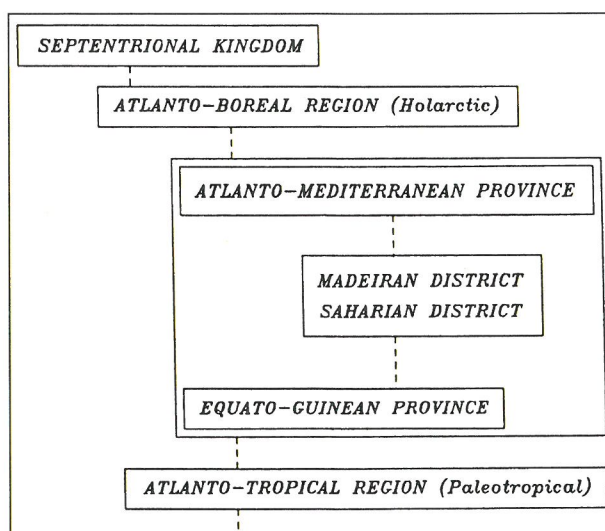 SEPTENTRIONAL KINGDOM
ATLANTO-BOREAL REGION (Holarctic)
ATLANTO-MEDITERRANEAN PROVINCE
MADEIRAN DISTRICT
SAHARIAN DISTRICT
EQUATO-GUINEAN PROVINCE
ATLANTO-TROPICAL REGION (Paleotropical)